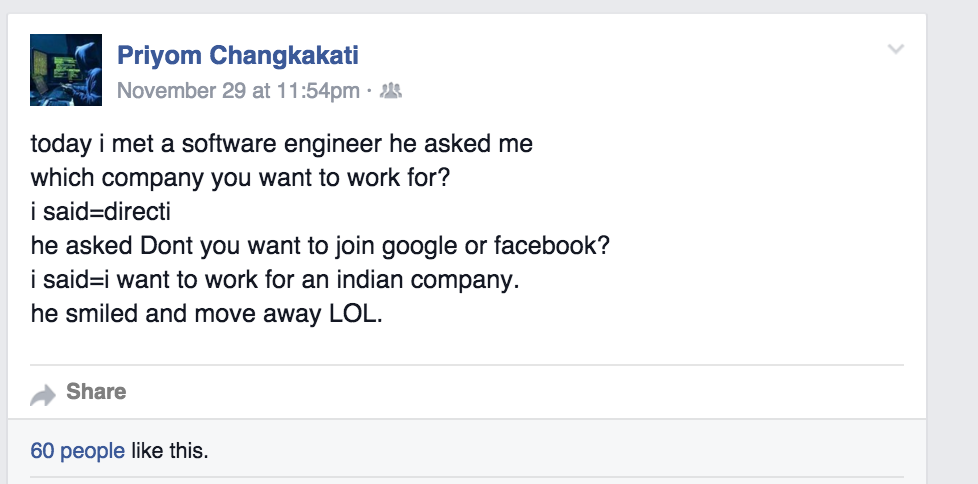 Priyom Changkakati
November 29 at 11:54pm ·
today i met a software engineer he asked me
which company you want to work for?
i said=directi
he asked Dont you want to join google or facebook?
i said=i want to work for an indian company.
he smiled and move away LOL.
Share
60 people like this.